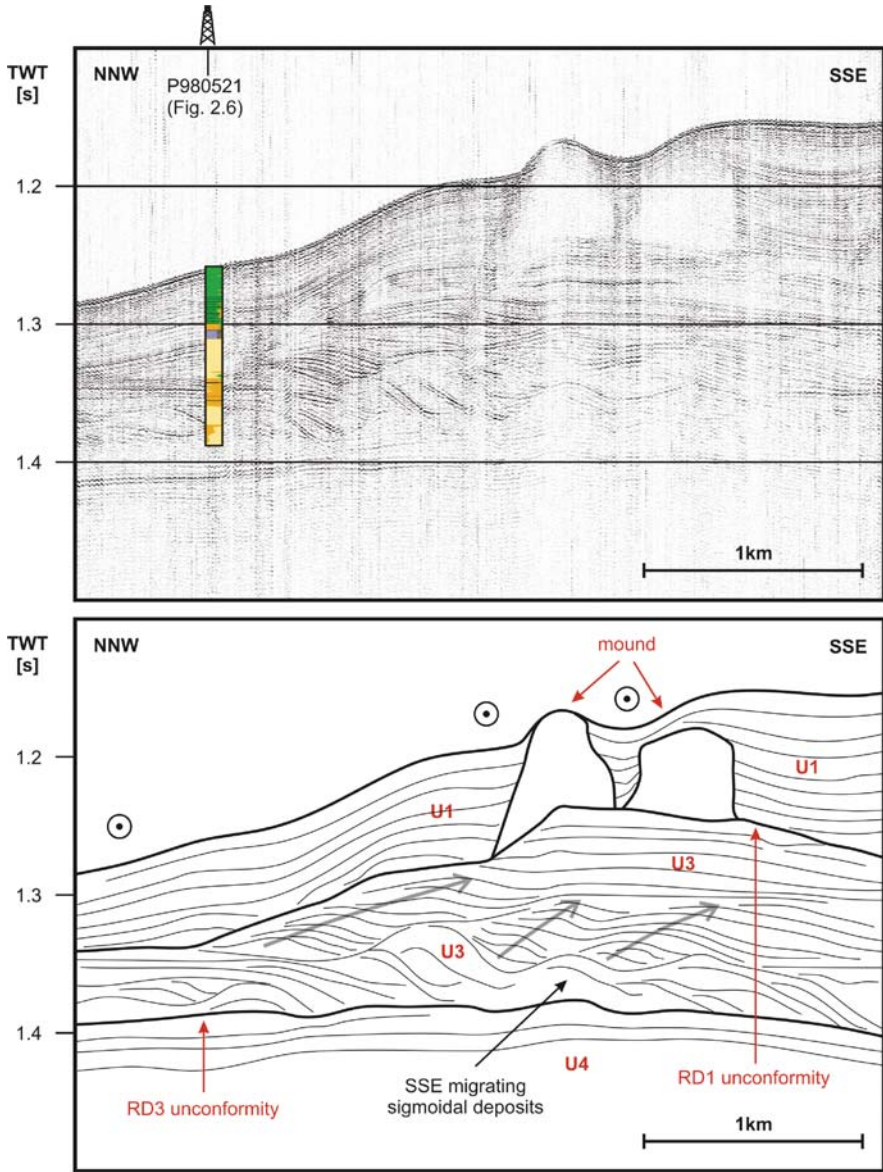 TWT
[s]
NNW
P980521
(Fig. 2.6)
SSE
1.2
1.3
1.4
1km
TWT
[s]
NNW
mound
SSE
1.2
U1
U1
1.3
U3
U3
1.4
U4
RD3 unconformity
SSE migrating
sigmoidal deposits
RD1 unconformity
1km